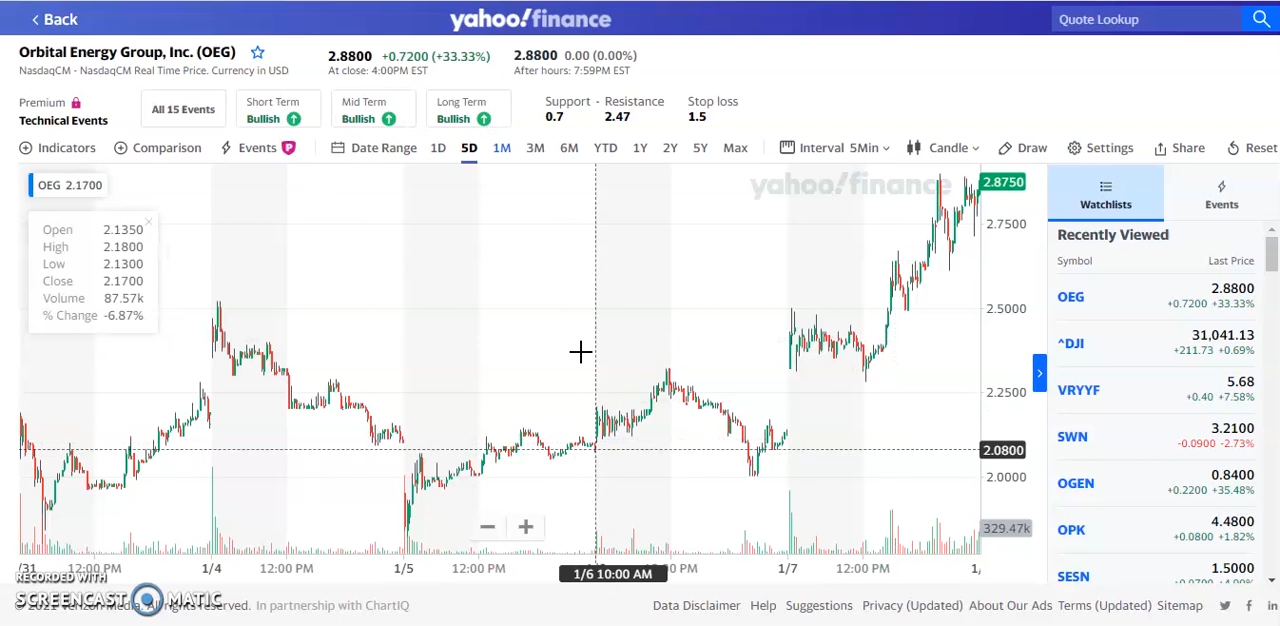 Back
yahoo!finance
Quote Lookup
Orbital Energy Group, Inc. (OEG)
NasdaqCM - NasdaqCM Real Time Price. Currency in USD
2.8800 +0.7200 (+33.33%)
At close: 4:00PM EST
2.8800 0.00 (0.00%)
After hours: 7:59PM EST
Premium
Technical Events
All 15 Events
Short Term
Bullish
Mid Term
Bullish
Long Term
Bullish
Support - Resistance
0.7 2.47
Stop loss
1.5
Indicators Comparison Events P Date Range 1D 5D 1M 3M 6M YTD 1Y 2Y 5Y Max Interval 5Min Candle Draw Settings Share Reset
OEG 2.1700
Open 2.1350
High 2.1800
Low 2.1300
Close 2.1700
Volume 87.57k
% Change -6.87%
yahoo!finance
2.8750
2.7500
2.5000
2.2500
2.0800
2.0000
329.47k
/31 12:00 PM 1/4 12:00 PM 1/5 12:00 PM 1/6 10:00 AM 1/7 12:00 PM 1/
Watchlists
Events
Recently Viewed
Symbol Last Price
OEG 2.8800
+0.7200 +33.33%
^DJI 31,041.13
+211.73 +0.69%
VRYYF 5.68
+0.40 +7.58%
SWN 3.2100
-0.0900 -2.73%
OGEN 0.8400
+0.2200 +35.48%
OPK 4.4800
+0.0800 +1.82%
SESN 1.5000
RECORDED WITH
SCREENCAST MATIC
Media. All rights reserved. In partnership with ChartIQ
Data Disclaimer Help Suggestions Privacy (Updated) About Our Ads Terms (Updated) Sitemap